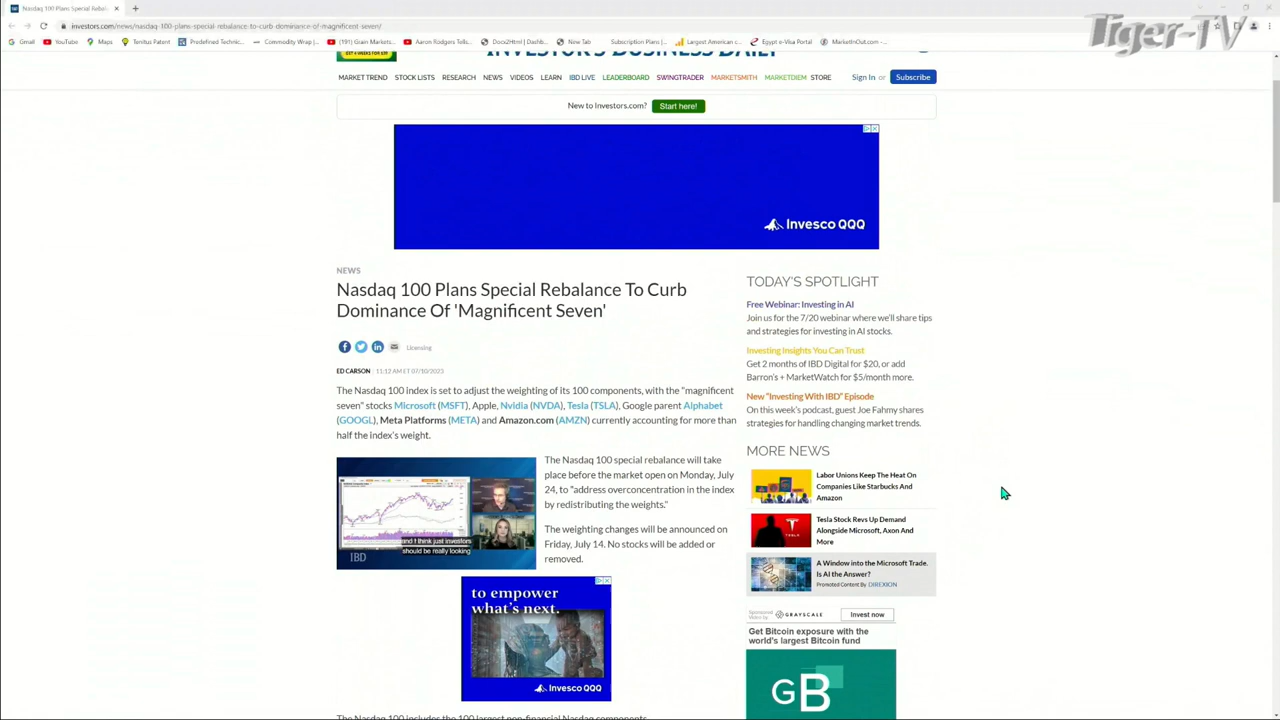 Nasdaq 100 Plans Special Rebal
Tiger-TV
investors.com/news/nasdaq-100-plans-special-rebalance-to-curb-dominance-of-magnificent-seven/
Gmail YouTube Maps Tenitus Patent Predefined Technic... Commodity Wrap |... (191) Grain Markets... Aaron Rodgers Tells... Docx2Html | Dashb... New Tab Subscription Plans |... Largest American c... Egypt e-Visa Portal MarketInOut.com -...
INVESTOR'S BUSINESS DAILY
MARKET TREND STOCK LISTS RESEARCH NEWS VIDEOS LEARN IBD LIVE LEADERBOARD SWINGTRADER MARKETSMITH MARKETDIEM STORE Sign In or Subscribe
New to Investors.com? Start here!
Invesco QQQ
NEWS
Nasdaq 100 Plans Special Rebalance To Curb
Dominance Of 'Magnificent Seven'
Licensing
ED CARSON 11:12 AM ET 07/10/2023
The Nasdaq 100 index is set to adjust the weighting of its 100 components, with the "magnificent
seven" stocks Microsoft (MSFT), Apple, Nvidia (NVDA), Tesla (TSLA), Google parent Alphabet
(GOOGL), Meta Platforms (META) and Amazon.com (AMZN) currently accounting for more than
half the index's weight.
and I think just investors
should be really looking
IBD
The Nasdaq 100 special rebalance will take
place before the market open on Monday, July
24, to "address overconcentration in the index
by redistributing the weights."
The weighting changes will be announced on
Friday, July 14. No stocks will be added or
removed.
to empower
what's next.
Invesco QQQ
The Nasdaq 100 includes the 100 largest non-financial Nasdaq components.
TODAY'S SPOTLIGHT
Free Webinar: Investing in AI
Join us for the 7/20 webinar where we'll share tips
and strategies for investing in AI stocks.
Investing Insights You Can Trust
Get 2 months of IBD Digital for $20, or add
Barron's + MarketWatch for $5/month more.
New "Investing With IBD" Episode
On this week's podcast, guest Joe Fahmy shares
strategies for handling changing market trends.
MORE NEWS
Labor Unions Keep The Heat On
Companies Like Starbucks And
Amazon
Tesla Stock Revs Up Demand
Alongside Microsoft, Axon And
More
A Window into the Microsoft Trade.
Is AI the Answer?
Promoted Content By DIREXION
Sponsored
Video by GRAYSCALE Invest now
Get Bitcoin exposure with the
world's largest Bitcoin fund
GB